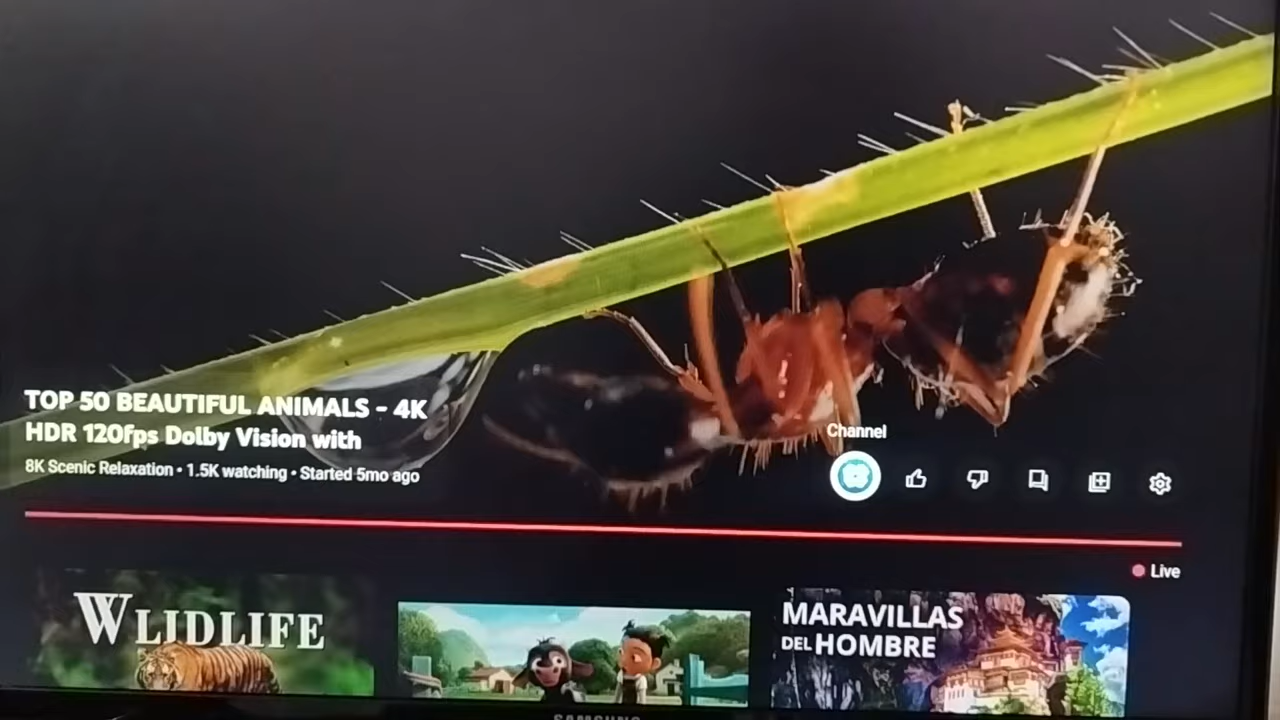 TOP 50 BEAUTIFUL ANIMALS - 4K
HDR 120fps Dolby Vision with
8K Scenic Relaxation • 1.5K watching • Started 5mo ago
Channel
Live
WLIDLIFE
MARAVILLAS
DEL HOMBRE
SAMSUNG